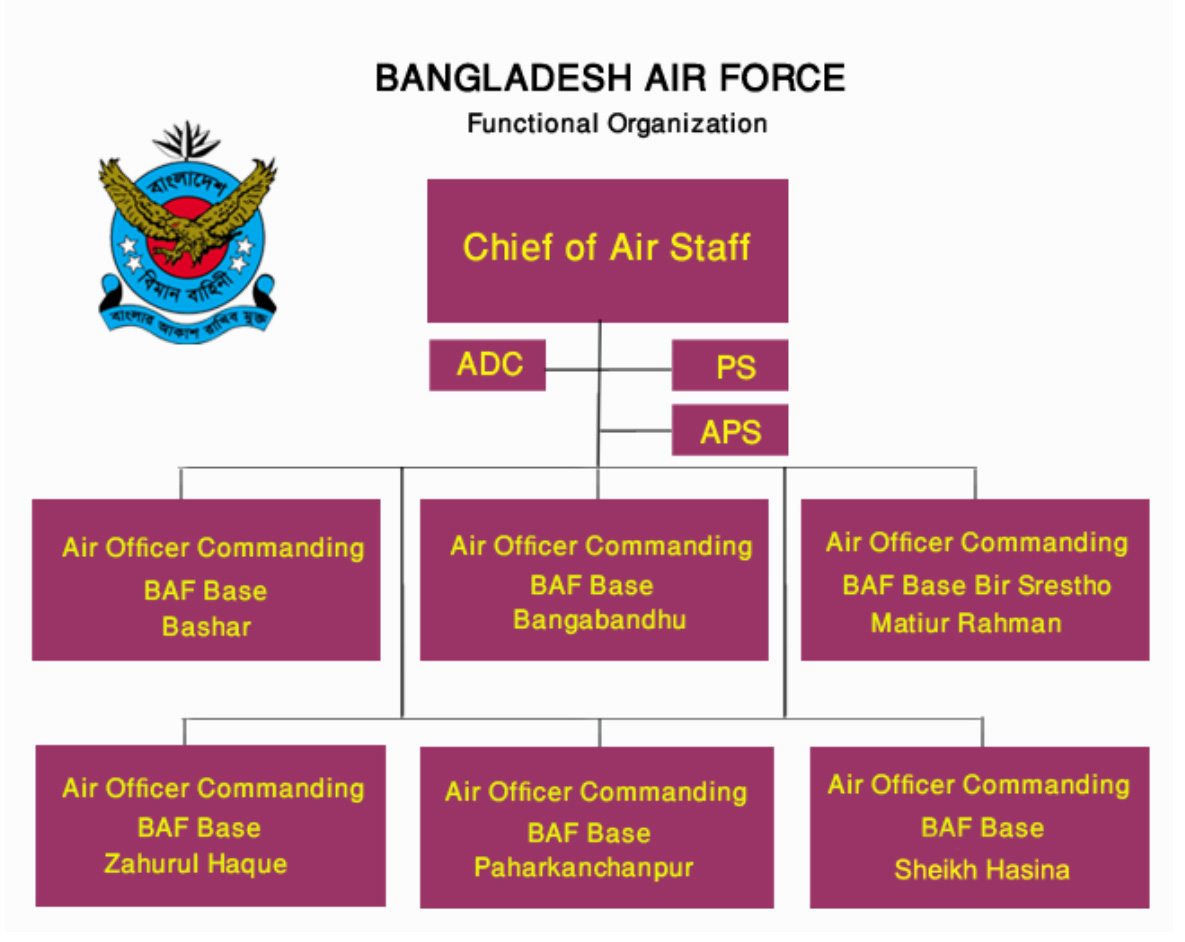 BANGLADESH AIR FORCE
Functional Organization
বাংলাদেশ
বিমান বাহিনী
বাংলার আকাশ রাখিব মুক্ত
Chief of Air Staff
ADC
PS
APS
Air Officer Commanding
BAF Base
Bashar
Air Officer Commanding
BAF Base
Bangabandhu
Air Officer Commanding
BAF Base Bir Srestho
Matiur Rahman
Air Officer Commanding
BAF Base
Zahurul Haque
Air Officer Commanding
BAF Base
Paharkanchanpur
Air Officer Commanding
BAF Base
Sheikh Hasina